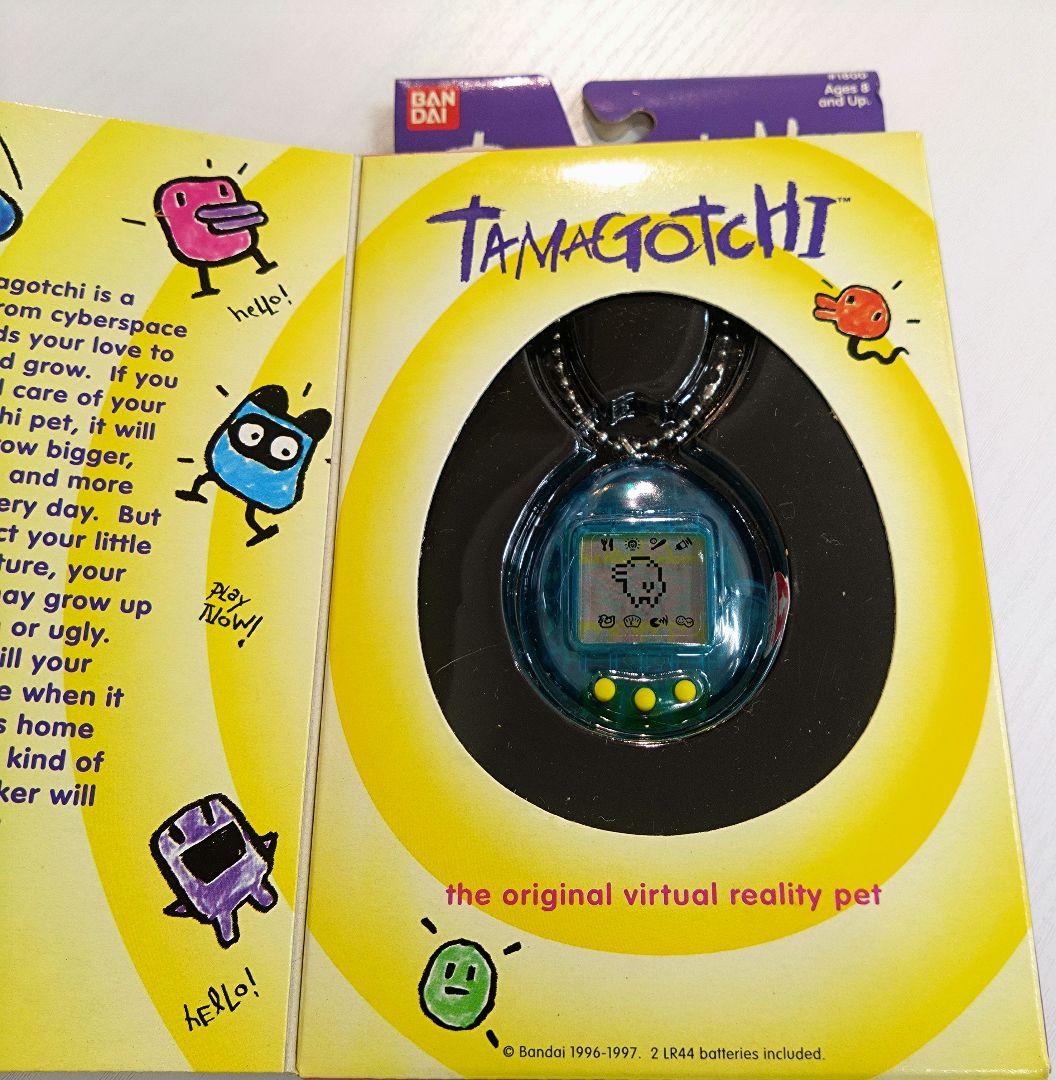 hello!
agotchi is a
rom cyberspace
ds your love to
d grow. If you
care of your
hi pet, it will
ow bigger,
and more
ery day. But
ct your little
ture, your
ay grow up
or ugly.
ill your
e when it
s home
kind of
ker will
Play
Now!
hello!
BAN
DAI
#1800
Ages 8
and Up.
TAMAGOTCHI™
the original virtual reality pet
© Bandai 1996-1997. 2 LR44 batteries included.